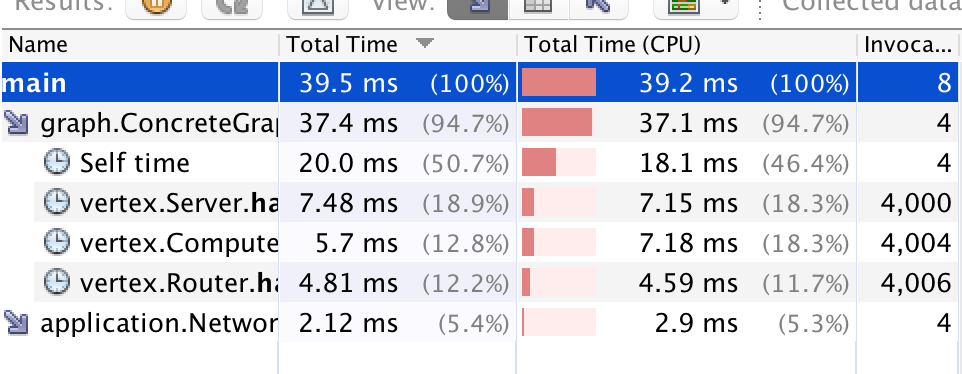 Results: View: Collected data
Name Total Time Total Time (CPU) Invoca...
main 39.5 ms (100%) 39.2 ms (100%) 8
graph.ConcreteGra 37.4 ms (94.7%) 37.1 ms (94.7%) 4
Self time 20.0 ms (50.7%) 18.1 ms (46.4%) 4
vertex.Server.ha 7.48 ms (18.9%) 7.15 ms (18.3%) 4,000
vertex.Compute 5.7 ms (12.8%) 7.18 ms (18.3%) 4,004
vertex.Router.ha 4.81 ms (12.2%) 4.59 ms (11.7%) 4,006
application.Networ 2.12 ms (5.4%) 2.9 ms (5.3%) 4